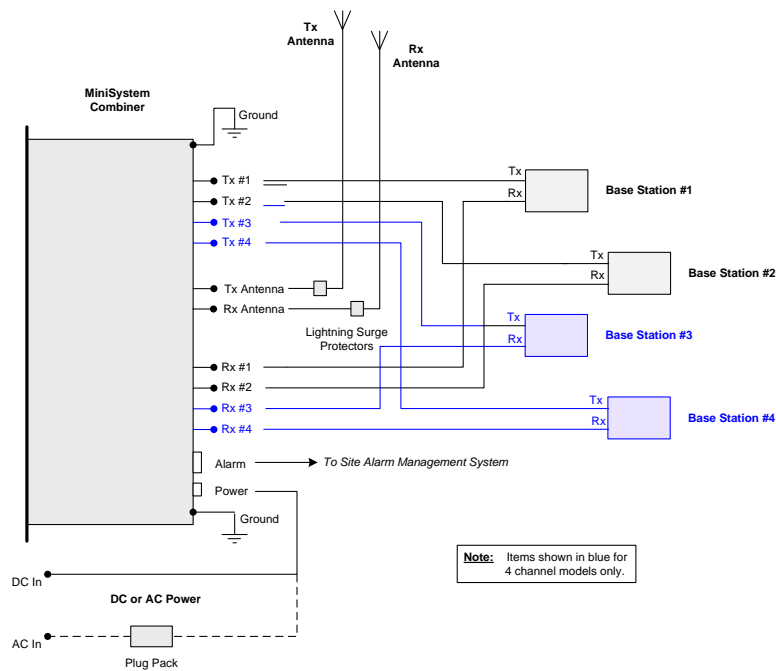 Tx
Antenna
Rx
Antenna
MiniSystem
Combiner
Ground
Tx #1
Tx #2
Tx #3
Tx #4
Tx
Rx
Base Station #1
Tx
Rx
Base Station #2
Tx Antenna
Rx Antenna
Lightning Surge
Protectors
Tx
Rx
Base Station #3
Rx #1
Rx #2
Rx #3
Rx #4
Tx
Rx
Base Station #4
Alarm
To Site Alarm Management System
Power
Ground
Note: Items shown in blue for
4 channel models only.
DC In
DC or AC Power
AC In
Plug Pack